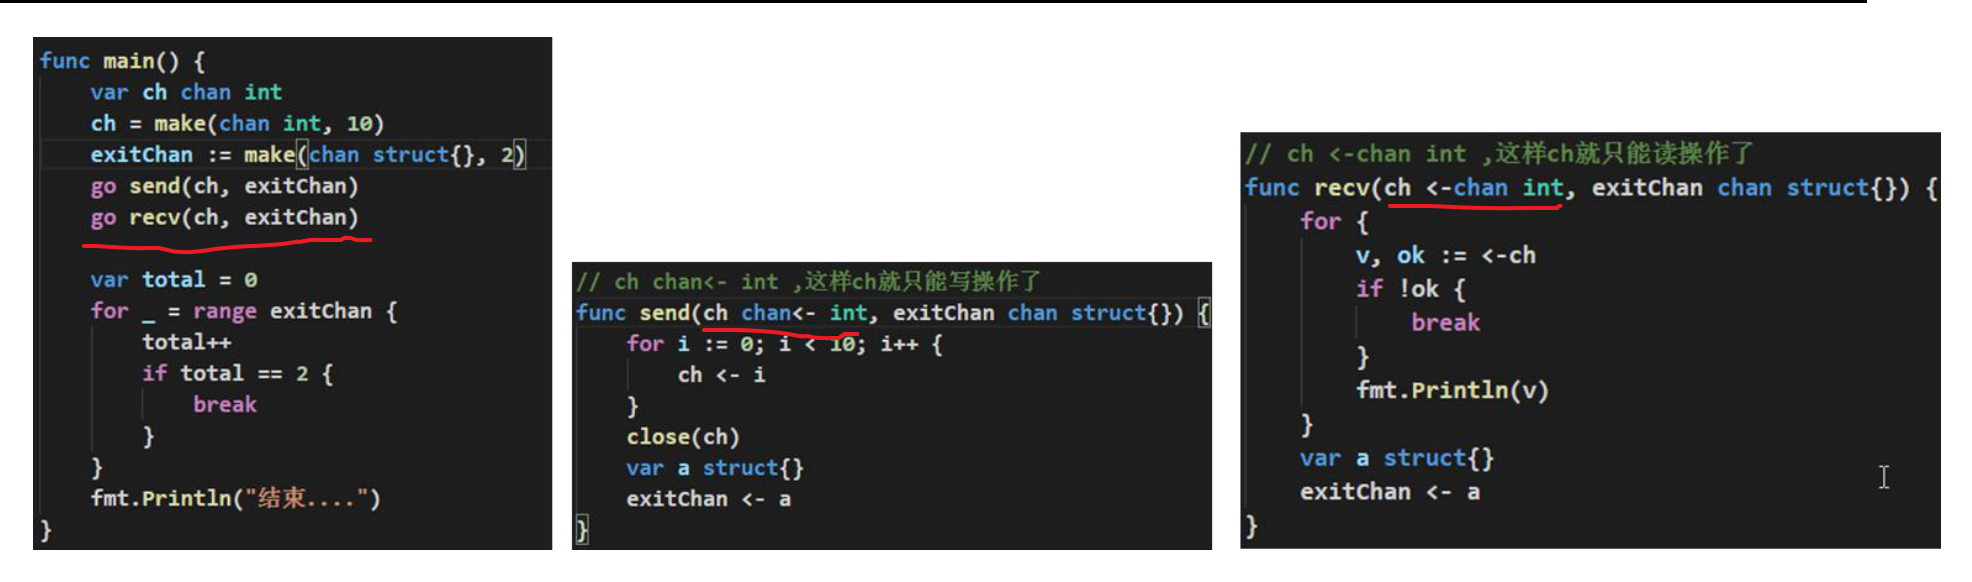 func main() {
var ch chan int
ch = make(chan int, 10)
exitChan := make(chan struct{}, 2)
go send(ch, exitChan)
go recv(ch, exitChan)
var total = 0
for _ = range exitChan {
total++
if total == 2 {
break
}
}
fmt.Println("结束....")
}
// ch chan<- int ,这样ch就只能写操作了
func send(ch chan<- int, exitChan chan struct{}) {
for i := 0; i < 10; i++ {
ch <- i
}
close(ch)
var a struct{}
exitChan <- a
}
// ch <-chan int ,这样ch就只能读操作了
func recv(ch <-chan int, exitChan chan struct{}) {
for {
v, ok := <-ch
if !ok {
break
}
fmt.Println(v)
}
var a struct{}
exitChan <- a
}